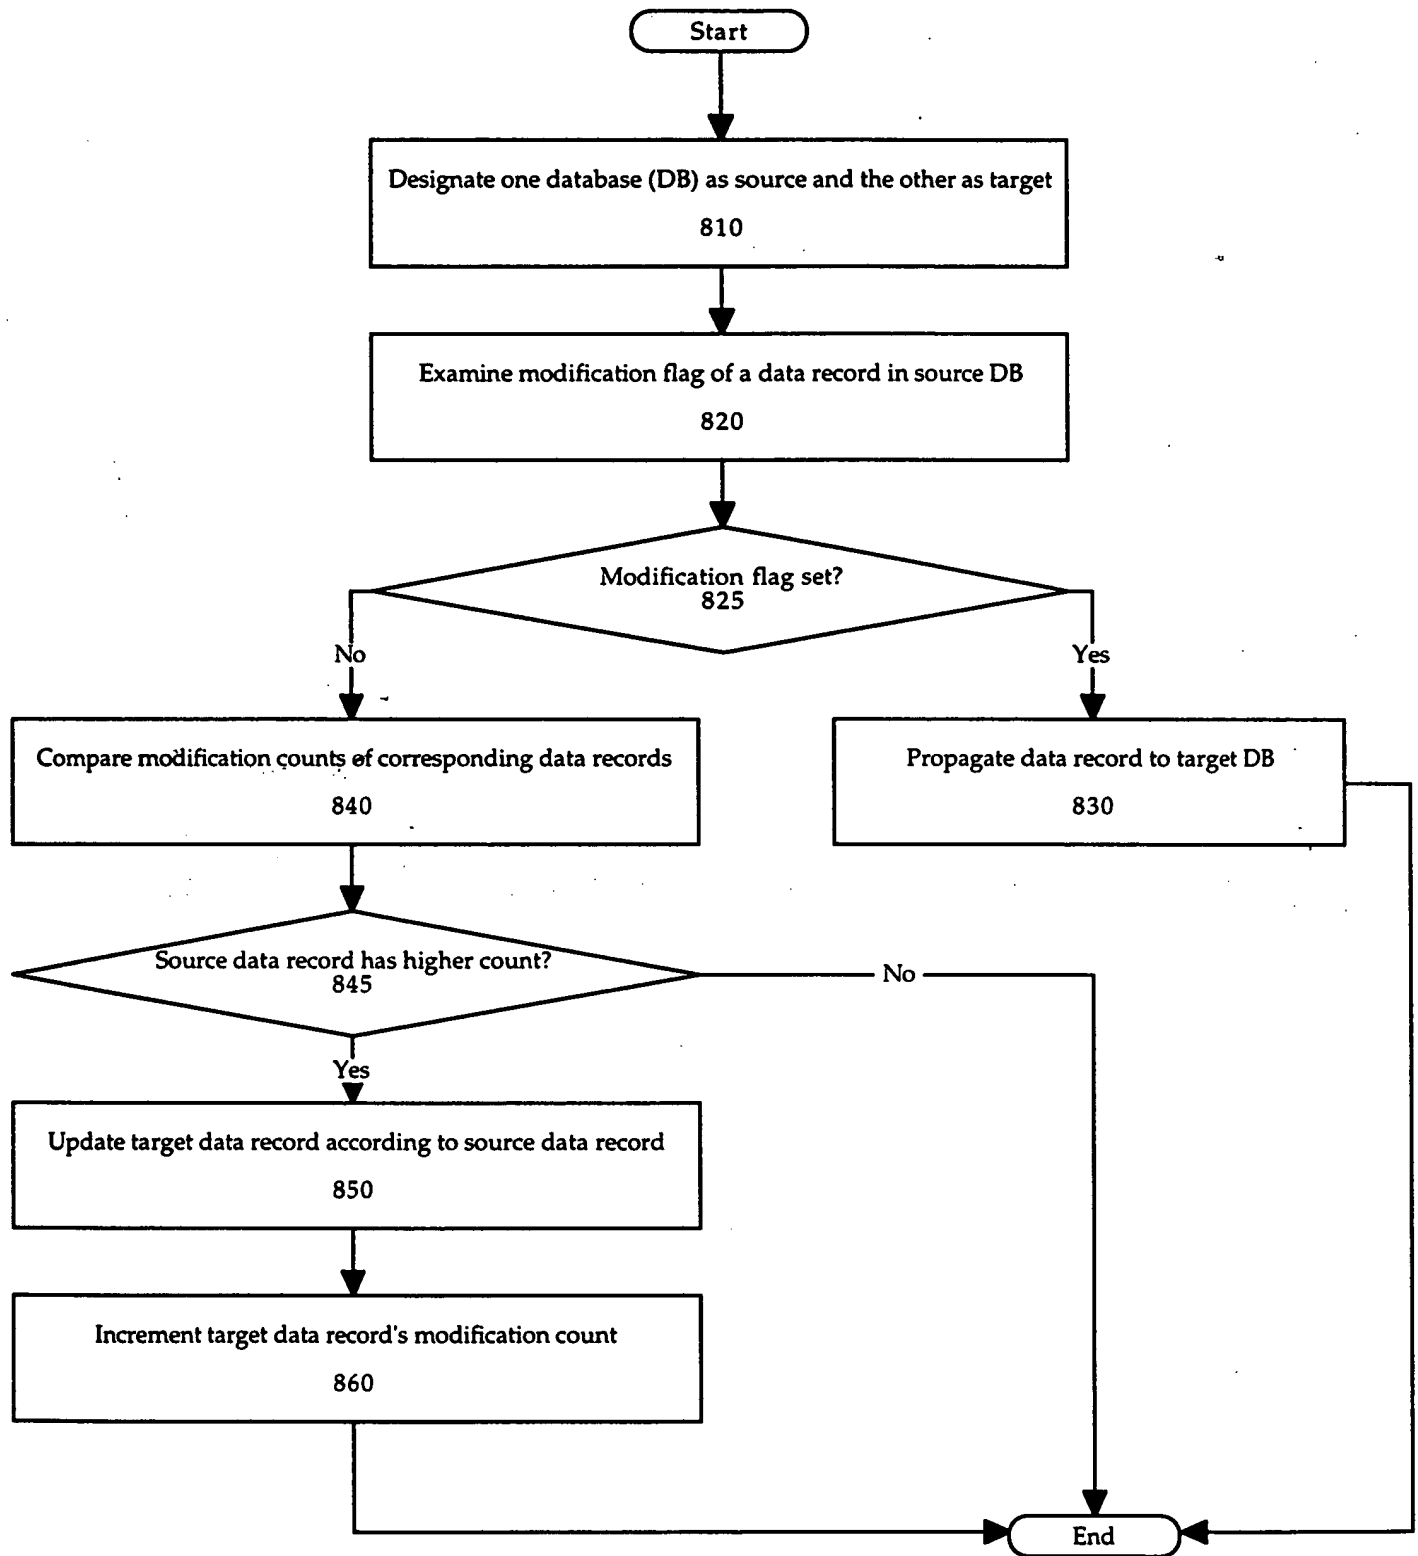 Start
Designate one database (DB) as source and the other as target
810
Examine modification flag of a data record in source DB
820
Modification flag set?
825
No
Yes
Compare modification counts of corresponding data records
840
Propagate data record to target DB
830
Source data record has higher count?
845
No
Yes
Update target data record according to source data record
850
Increment target data record's modification count
860
End